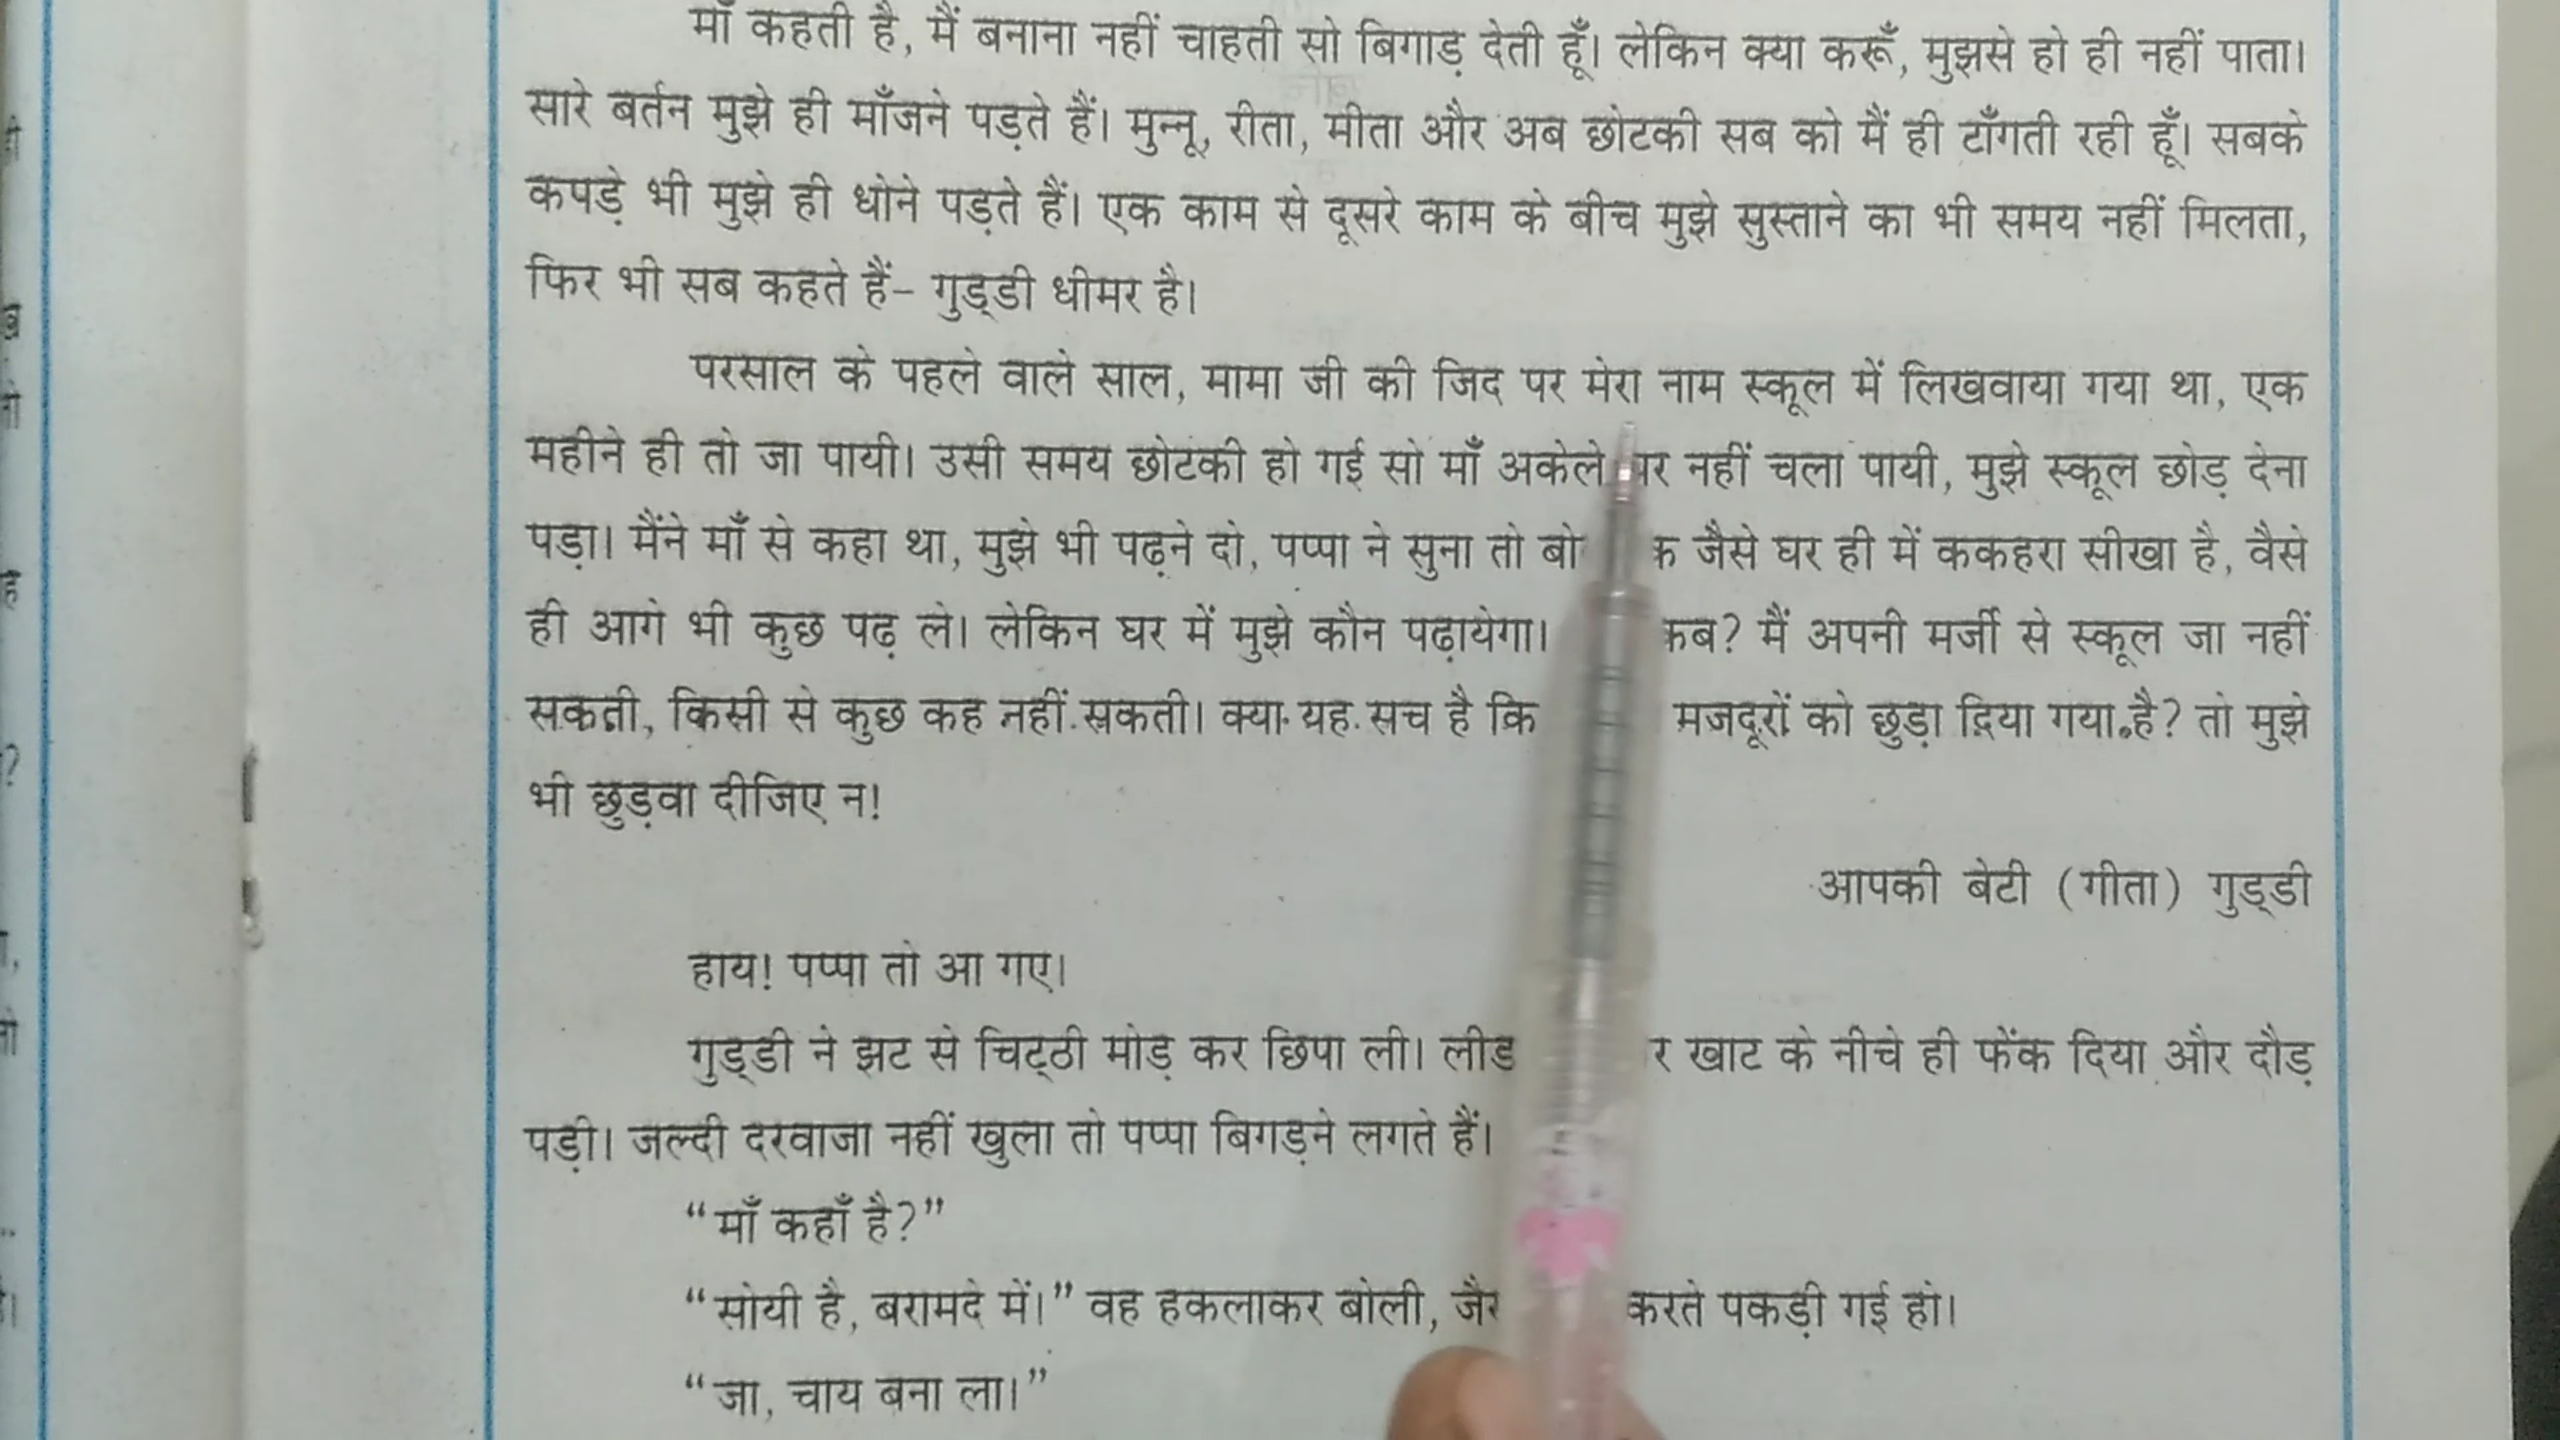 माँ कहती है, मैं बनाना नहीं चाहती सो बिगाड़ देती हूँ। लेकिन क्या करूँ, मुझसे हो ही नहीं पाता।
सारे बर्तन मुझे ही माँजने पड़ते हैं। मुन्नू, रीता, मीता और अब छोटकी सब को मैं ही टाँगती रही हूँ। सबके
कपड़े भी मुझे ही धोने पड़ते हैं। एक काम से दूसरे काम के बीच मुझे सुस्ताने का भी समय नहीं मिलता,
फिर भी सब कहते हैं– गुड्डी धीमर है।
परसाल के पहले वाले साल, मामा जी की जिद पर मेरा नाम स्कूल में लिखवाया गया था, एक
महीने ही तो जा पायी। उसी समय छोटकी हो गई सो माँ अकेले नहीं चला पायी, मुझे स्कूल छोड़ देना
पड़ा। मैंने माँ से कहा था, मुझे भी पढ़ने दो, पप्पा ने सुना तो जैसे घर ही में ककहरा सीखा है, वैसे
ही आगे भी कुछ पढ़ ले। लेकिन घर में मुझे कौन पढ़ायेगा। कब? मैं अपनी मर्जी से स्कूल जा नहीं
सकती, किसी से कुछ कह नहीं सकती। क्या यह सच है कि मजदूरों को छुड़ा दिया गया है? तो मुझे
भी छुड़वा दीजिए न!
आपकी बेटी (गीता) गुड्डी
हाय! पप्पा तो आ गए।
गुड्डी ने झट से चिट्ठी मोड़ कर छिपा ली। खाट के नीचे ही फेंक दिया और दौड़
पड़ी। जल्दी दरवाजा नहीं खुला तो पप्पा बिगड़ने लगते हैं।
“माँ कहाँ है?”
“सोयी है, बरामदे में।” वह हकलाकर बोली, करते पकड़ी गई हो।
“जा, चाय बना ला।”